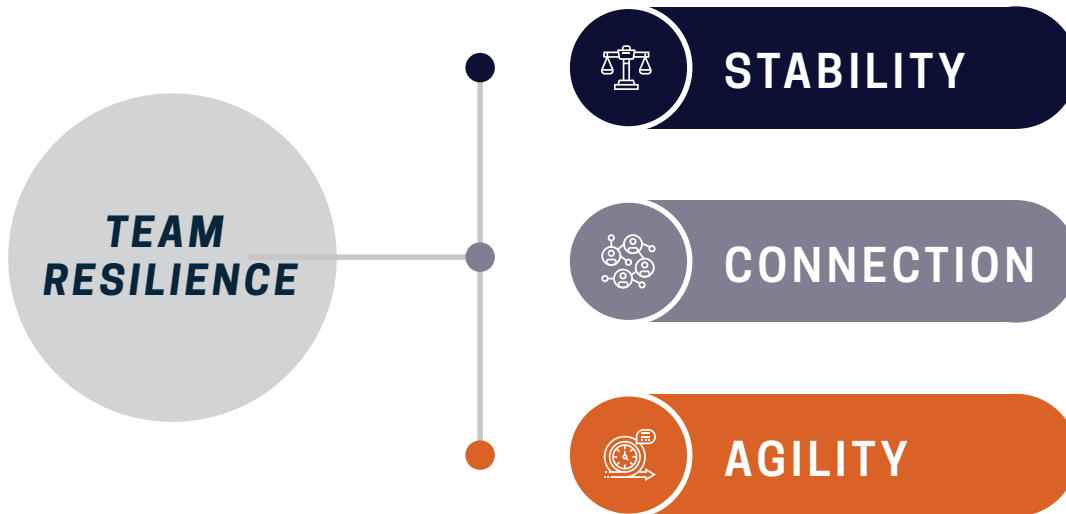 TEAM
RESILIENCE
STABILITY
CONNECTION
AGILITY